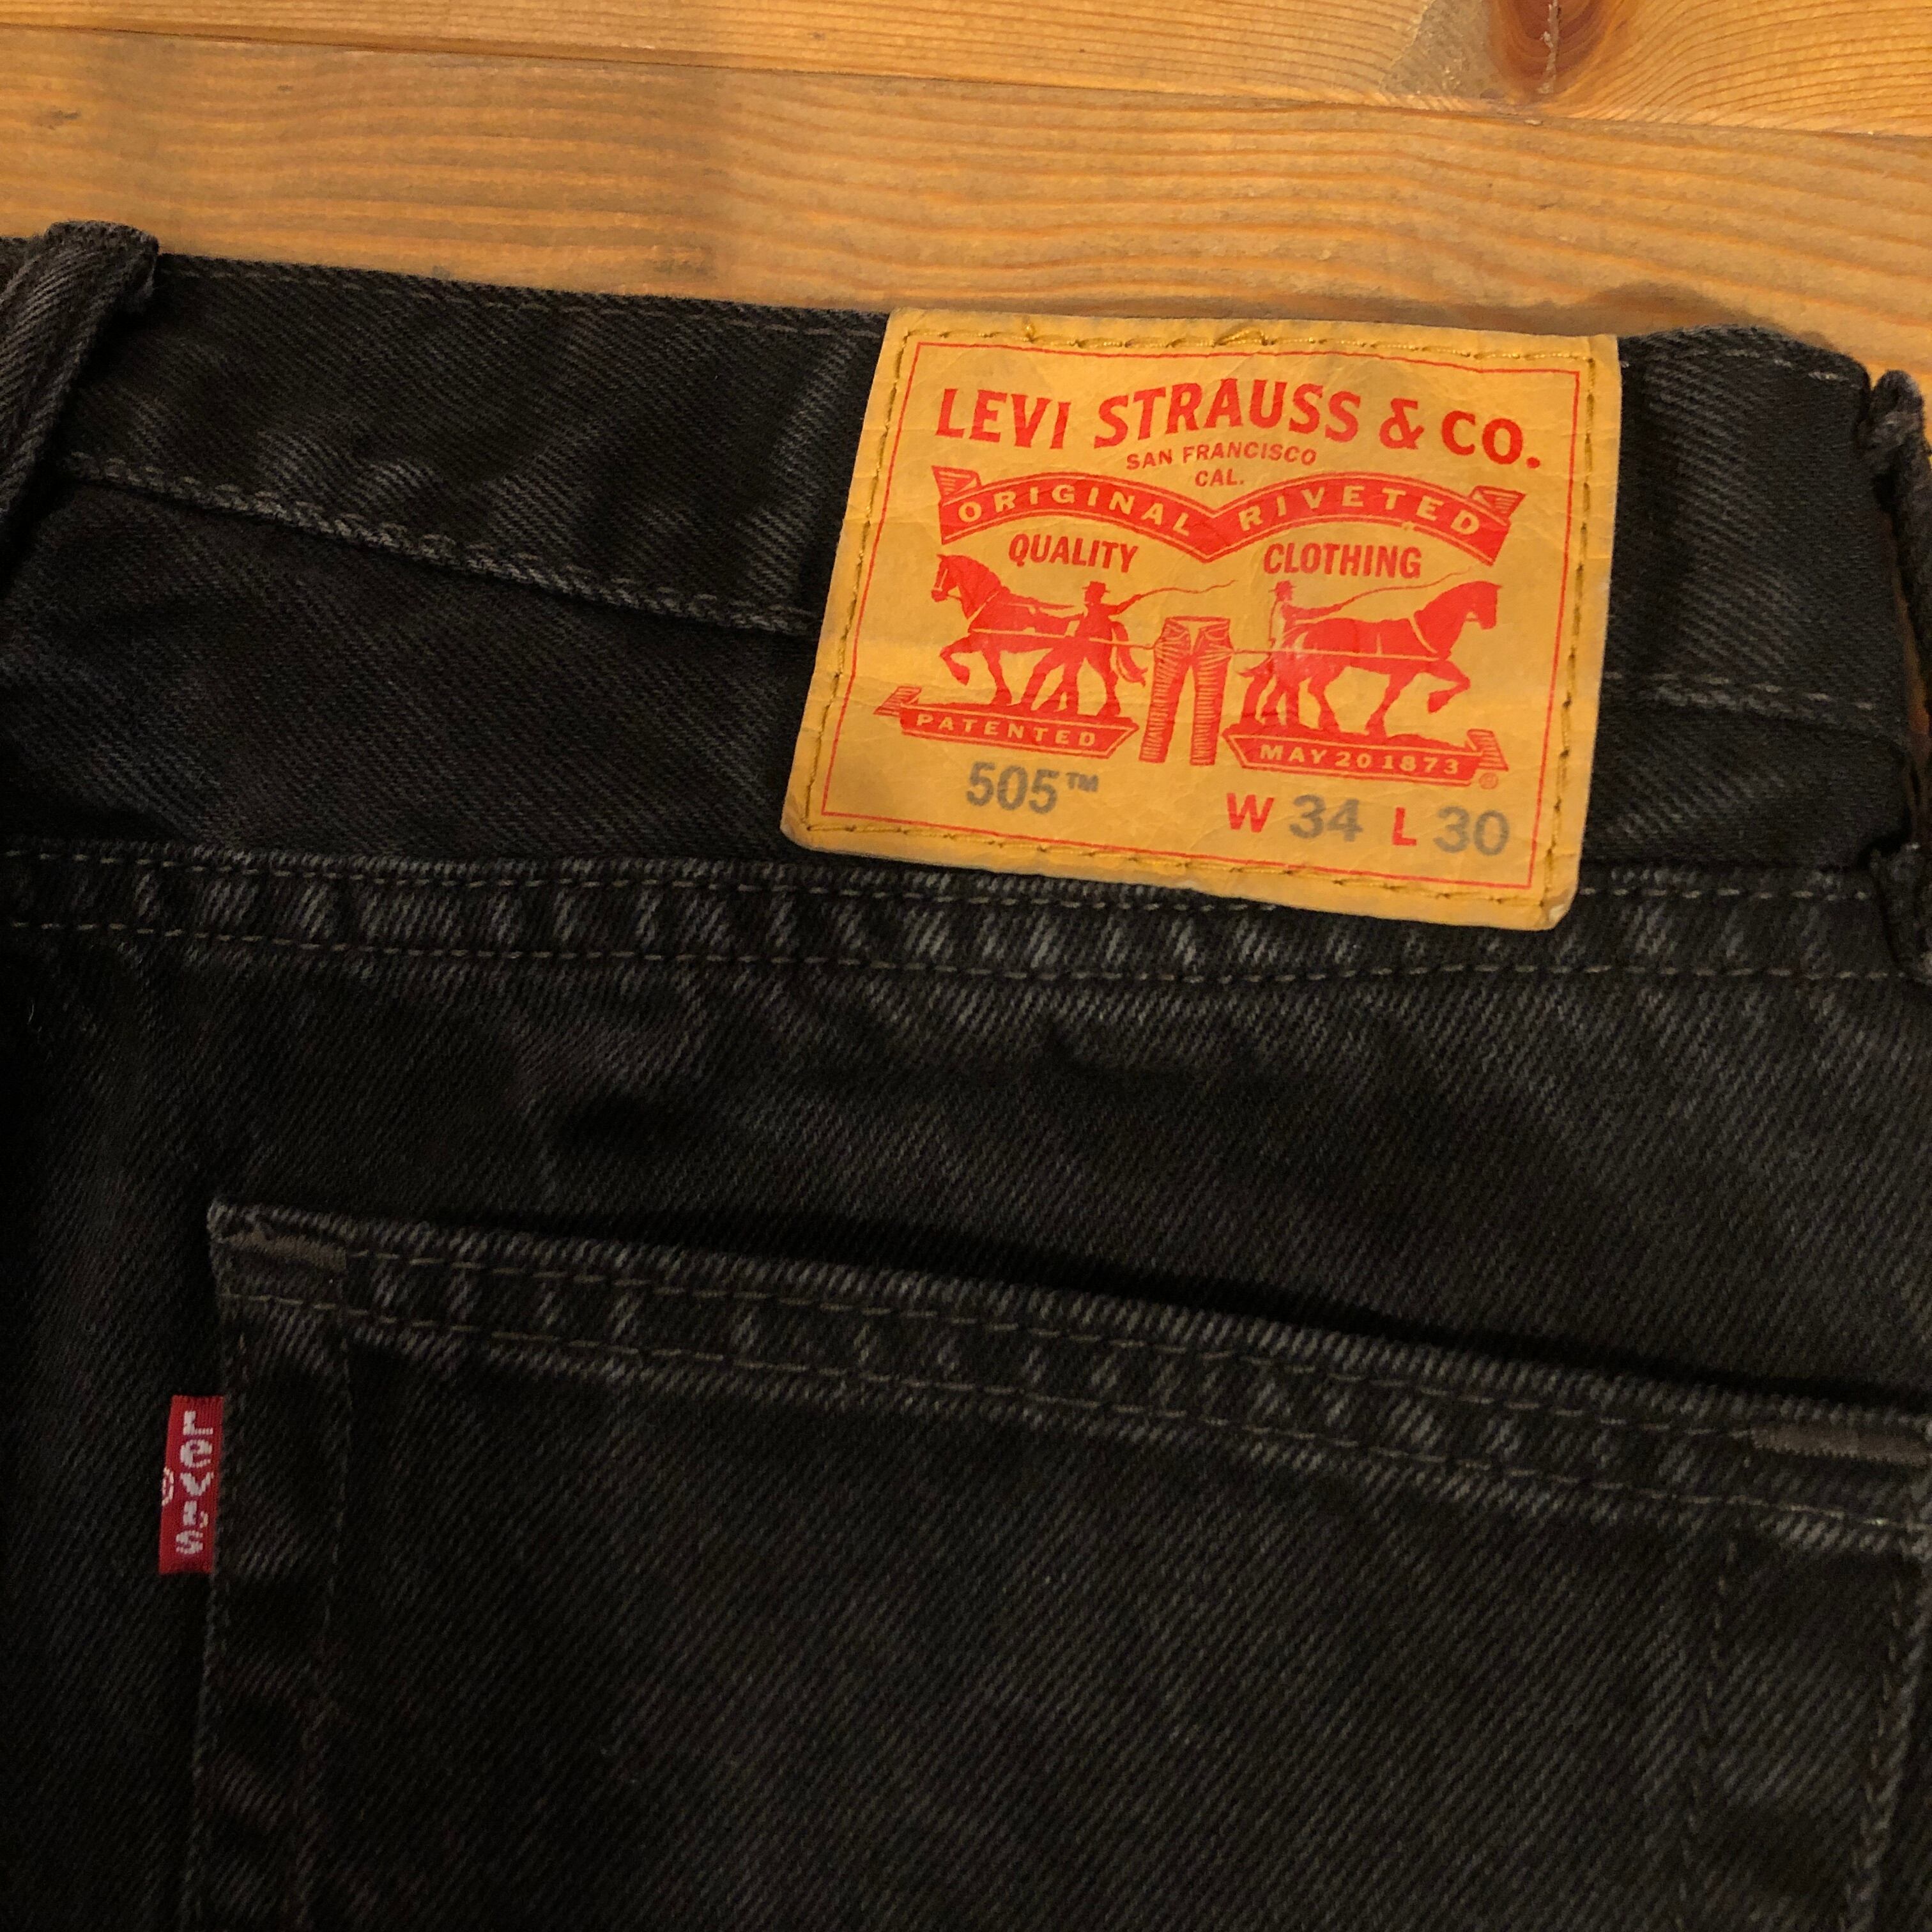 LEVI STRAUSS & CO.
SAN FRANCISCO
CAL.
ORIGINAL RIVETED
QUALITY CLOTHING
PATENTED MAY 20 1873 ®
505™ W 34 L 30
Levi's ®